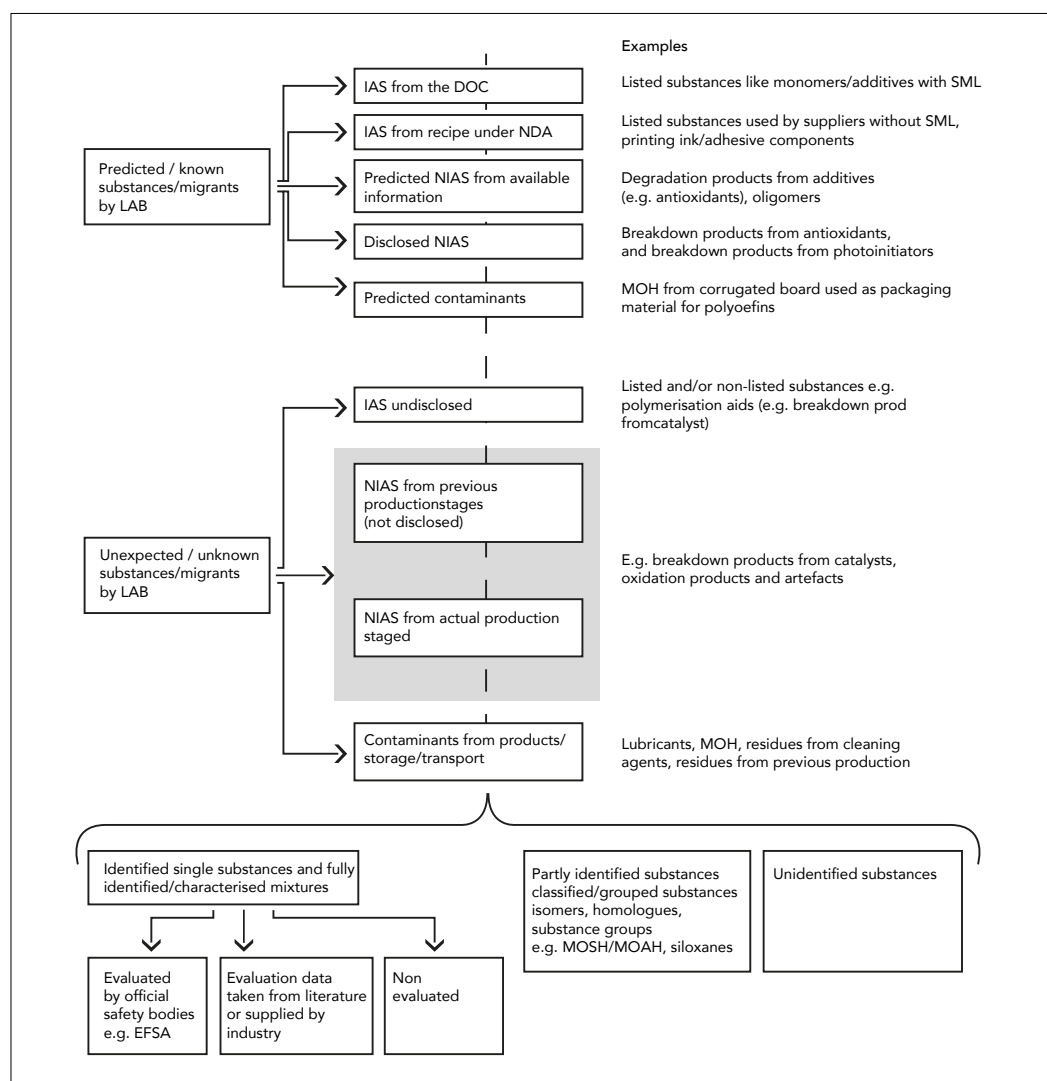 Examples
IAS from the DOC
Listed substances like monomers/additives with SML
IAS from recipe under NDA
Listed substances used by suppliers without SML,
printing ink/adhesive components
Predicted / known
substances/migrants
by LAB
Predicted NIAS from available
information
Degradation products from additives
(e.g. antioxidants), oligomers
Disclosed NIAS
Breakdown products from antioxidants,
and breakdown products from photoinitiators
Predicted contaminants
MOH from corrugated board used as packaging
material for polyoefins
IAS undisclosed
Listed and/or non-listed substances e.g.
polymerisation aids (e.g. breakdown prod
fromcatalyst)
NIAS from previous
productionstages
(not disclosed)
Unexpected / unknown
substances/migrants
by LAB
E.g. breakdown products from catalysts,
oxidation products and artefacts
NIAS from actual production
staged
Contaminants from products/
storage/transport
Lubricants, MOH, residues from cleaning
agents, residues from previous production
Identified single substances and fully
identified/characterised mixtures
Partly identified substances
classified/grouped substances
isomers, homologues,
substance groups
e.g. MOSH/MOAH, siloxanes
Unidentified substances
Evaluated
by official
safety bodies
e.g. EFSA
Evaluation data
taken from literature
or supplied by
industry
Non
evaluated